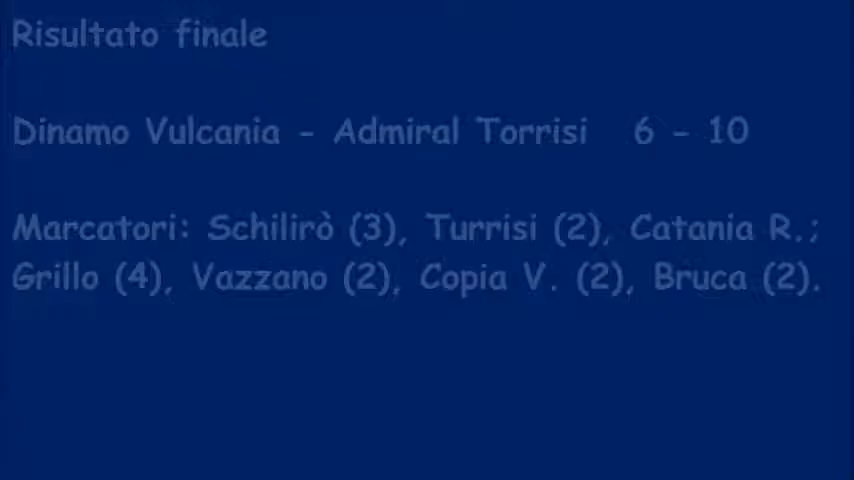 Risultato finale
Dinamo Vulcania - Admiral Torrisi 6 - 10
Marcatori: Schilirò (3), Turrisi (2), Catania R.;
Grillo (4), Vazzano (2), Copia V. (2), Bruca (2).